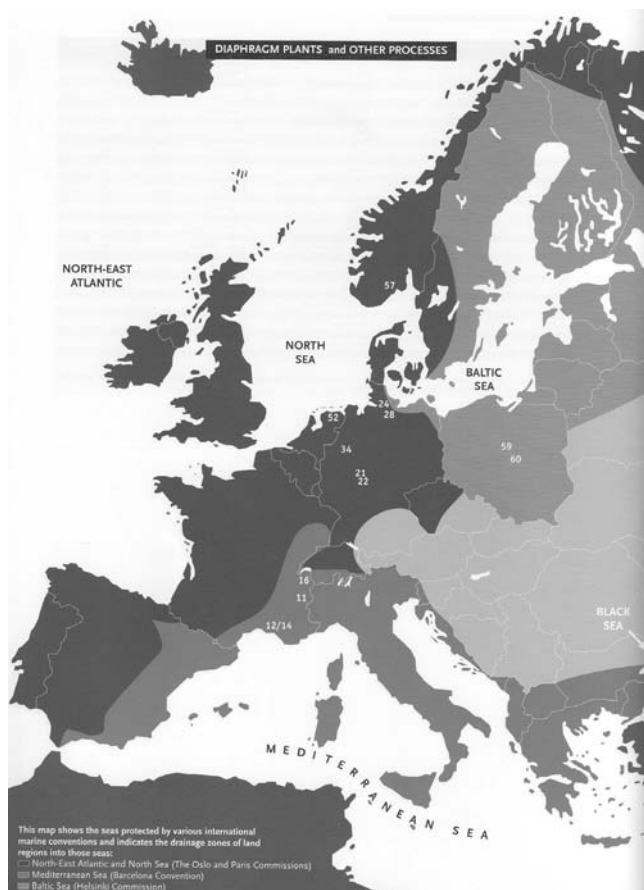 DIAPHRAGM PLANTS and OTHER PROCESSES
NORTH-EAST
ATLANTIC
57
NORTH
SEA
BALTIC
SEA
24
52
28
34
59
60
21
22
16
11
BLACK
SEA
12/14
MEDITERRANEAN SEA
This map shows the seas protected by various international
marine conventions and indicates the drainage zones of land
regions into those seas:
North-East Atlantic and North Sea (The Oslo and Paris Commissions)
Mediterranean Sea (Barcelona Convention)
Baltic Sea (Helsinki Commission)